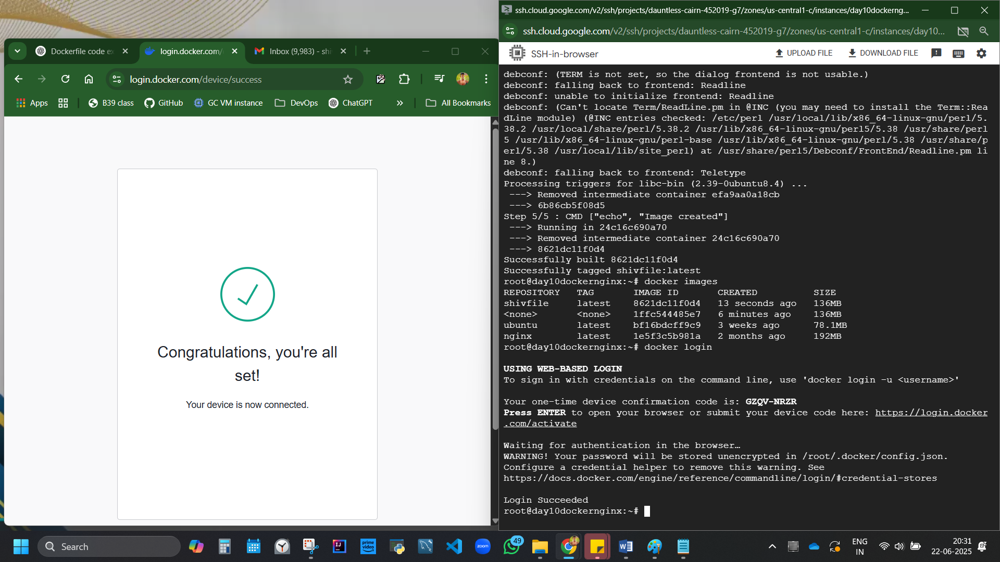 Dockerfile code ex
login.docker.com/
Inbox (9,983) - shi
login.docker.com/device/success
Apps
B39 class
GitHub
GC VM instance
DevOps
ChatGPT
»
All Bookmarks
Congratulations, you're all
set!
Your device is now connected.
ssh.cloud.google.com/v2/ssh/projects/dauntless-cairn-452019-g7/zones/us-central1-c/instances/day10dockerng...
ssh.cloud.google.com/v2/ssh/projects/dauntless-cairn-452019-g7/zones/us-central1-c/instances/day10...
SSH-in-browser
UPLOAD FILE
DOWNLOAD FILE
debconf: (TERM is not set, so the dialog frontend is not usable.)
debconf: falling back to frontend: Readline
debconf: unable to initialize frontend: Readline
debconf: (Can't locate Term/ReadLine.pm in @INC (you may need to install the Term::Rea
dLine module) (@INC entries checked: /etc/perl /usr/local/lib/x86_64-linux-gnu/perl/5.
38.2 /usr/local/share/perl/5.38.2 /usr/lib/x86_64-linux-gnu/perl5/5.38 /usr/share/perl
5 /usr/lib/x86_64-linux-gnu/perl-base /usr/lib/x86_64-linux-gnu/perl/5.38 /usr/share/p
erl/5.38 /usr/local/lib/site_perl) at /usr/share/perl5/Debconf/FrontEnd/Readline.pm li
ne 8.)
debconf: falling back to frontend: Teletype
Processing triggers for libc-bin (2.39-0ubuntu8.4) ...
---> Removed intermediate container efa9aa0a18cb
---> 6b86cb5f08d5
Step 5/5 : CMD ["echo", "Image created"]
---> Running in 24c16c690a70
---> Removed intermediate container 24c16c690a70
---> 8621dc11f0d4
Successfully built 8621dc11f0d4
Successfully tagged shivfile:latest
root@day10dockernginx:~# docker images
REPOSITORY TAG IMAGE ID CREATED SIZE
shivfile latest 8621dc11f0d4 13 seconds ago 136MB
<none> <none> 1ffc544485e7 6 minutes ago 136MB
ubuntu latest bf16bdcff9c9 3 weeks ago 78.1MB
nginx latest 1e5f3c5b981a 2 months ago 192MB
root@day10dockernginx:~# docker login
USING WEB-BASED LOGIN
To sign in with credentials on the command line, use 'docker login -u <username>'
Your one-time device confirmation code is: GZQV-NRZR
Press ENTER to open your browser or submit your device code here: https://login.docker
.com/activate
Waiting for authentication in the browser…
WARNING! Your password will be stored unencrypted in /root/.docker/config.json.
Configure a credential helper to remove this warning. See
https://docs.docker.com/engine/reference/commandline/login/#credential-stores
Login Succeeded
root@day10dockernginx:~#
Search
IJ
prime video
zoom
49
W
ENG
IN
20:31
22-06-2025